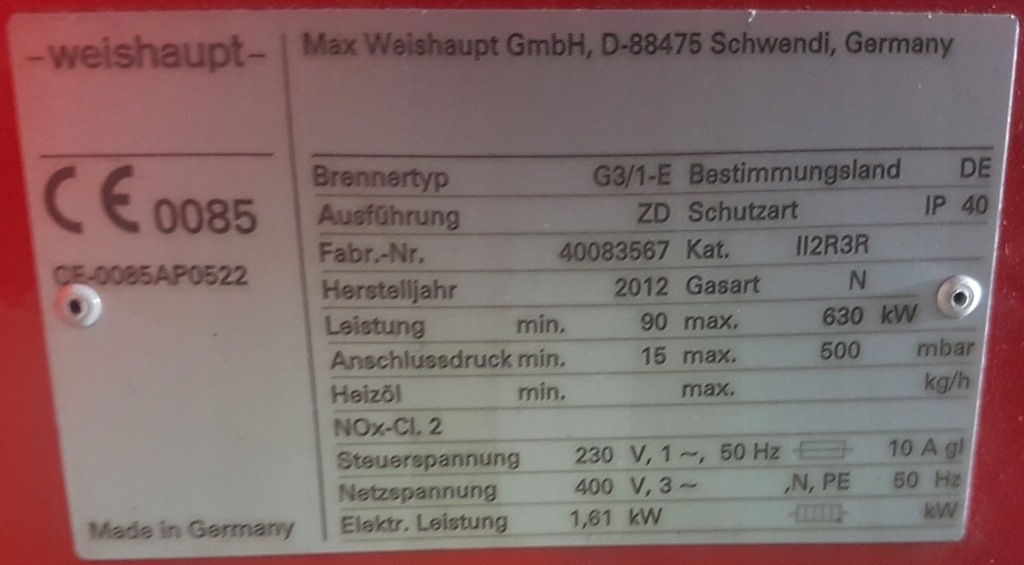 -weishaupt-
Max Weishaupt GmbH, D-88475 Schwendi, Germany
CE 0085
CE-0085AP0522
Brennertyp G3/1-E Bestimmungsland DE
Ausführung ZD Schutzart IP 40
Fabr.-Nr. 40083567 Kat. II2R3R
Herstelljahr 2012 Gasart N
Leistung min. 90 max. 630 kW
Anschlussdruck min. 15 max. 500 mbar
Heizöl min. max. kg/h
NOx-Cl. 2
Steuerspannung 230 V, 1 ~, 50 Hz 10 A gl
Netzspannung 400 V, 3 ~ ,N, PE 50 Hz
Elektr. Leistung 1,61 kW kW
Made in Germany